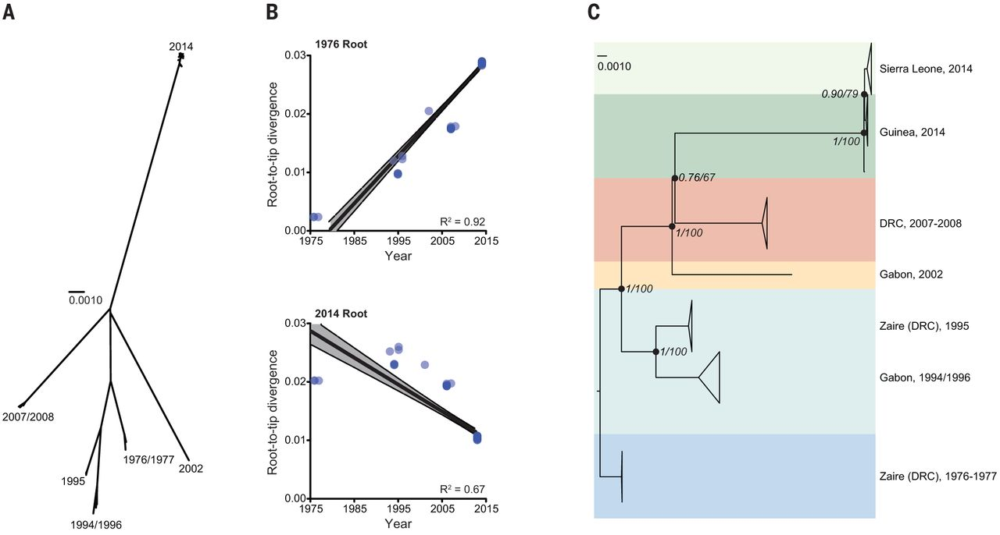 A
2014
0.0010
2007/2008
1976/1977
2002
1995
1994/1996
B
1976 Root
Root-to-tip divergence
0.03
0.02
0.01
0.00
R² = 0.92
1975 1985 1995 2005 2015
Year
2014 Root
Root-to-tip divergence
0.03
0.02
0.01
0.00
R² = 0.67
1975 1985 1995 2005 2015
Year
C
0.0010
Sierra Leone, 2014
0.90/79
Guinea, 2014
1/100
0.76/67
DRC, 2007-2008
1/100
Gabon, 2002
1/100
Zaire (DRC), 1995
1/100
Gabon, 1994/1996
Zaire (DRC), 1976-1977